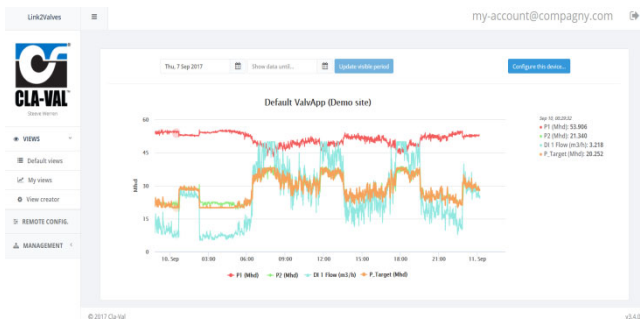 Link2Valves
my-account@compagny.com
CLA-VAL
VIEWS
Default views
My views
View creator
REMOTE CONFIG.
MANAGEMENT
Thu, 7 Sep 2017
Show data until...
Update visible period
Configure this demo...
Default ValvApp (Demo site)
Sep 10, 00:20:32
P1 (Mhd): 53.906
P2 (Mhd): 21.340
DI 1 Flow (m3/h): 3.218
P_Target (Mhd): 20.252
Mhd
60
45
30
15
0
10. Sep
03:00
06:00
09:00
12:00
15:00
18:00
21:00
11. Sep
P1 (Mhd)
P2 (Mhd)
DI 1 Flow (m3/h)
P_Target (Mhd)
© 2017 Cla-Val
v3.4.0